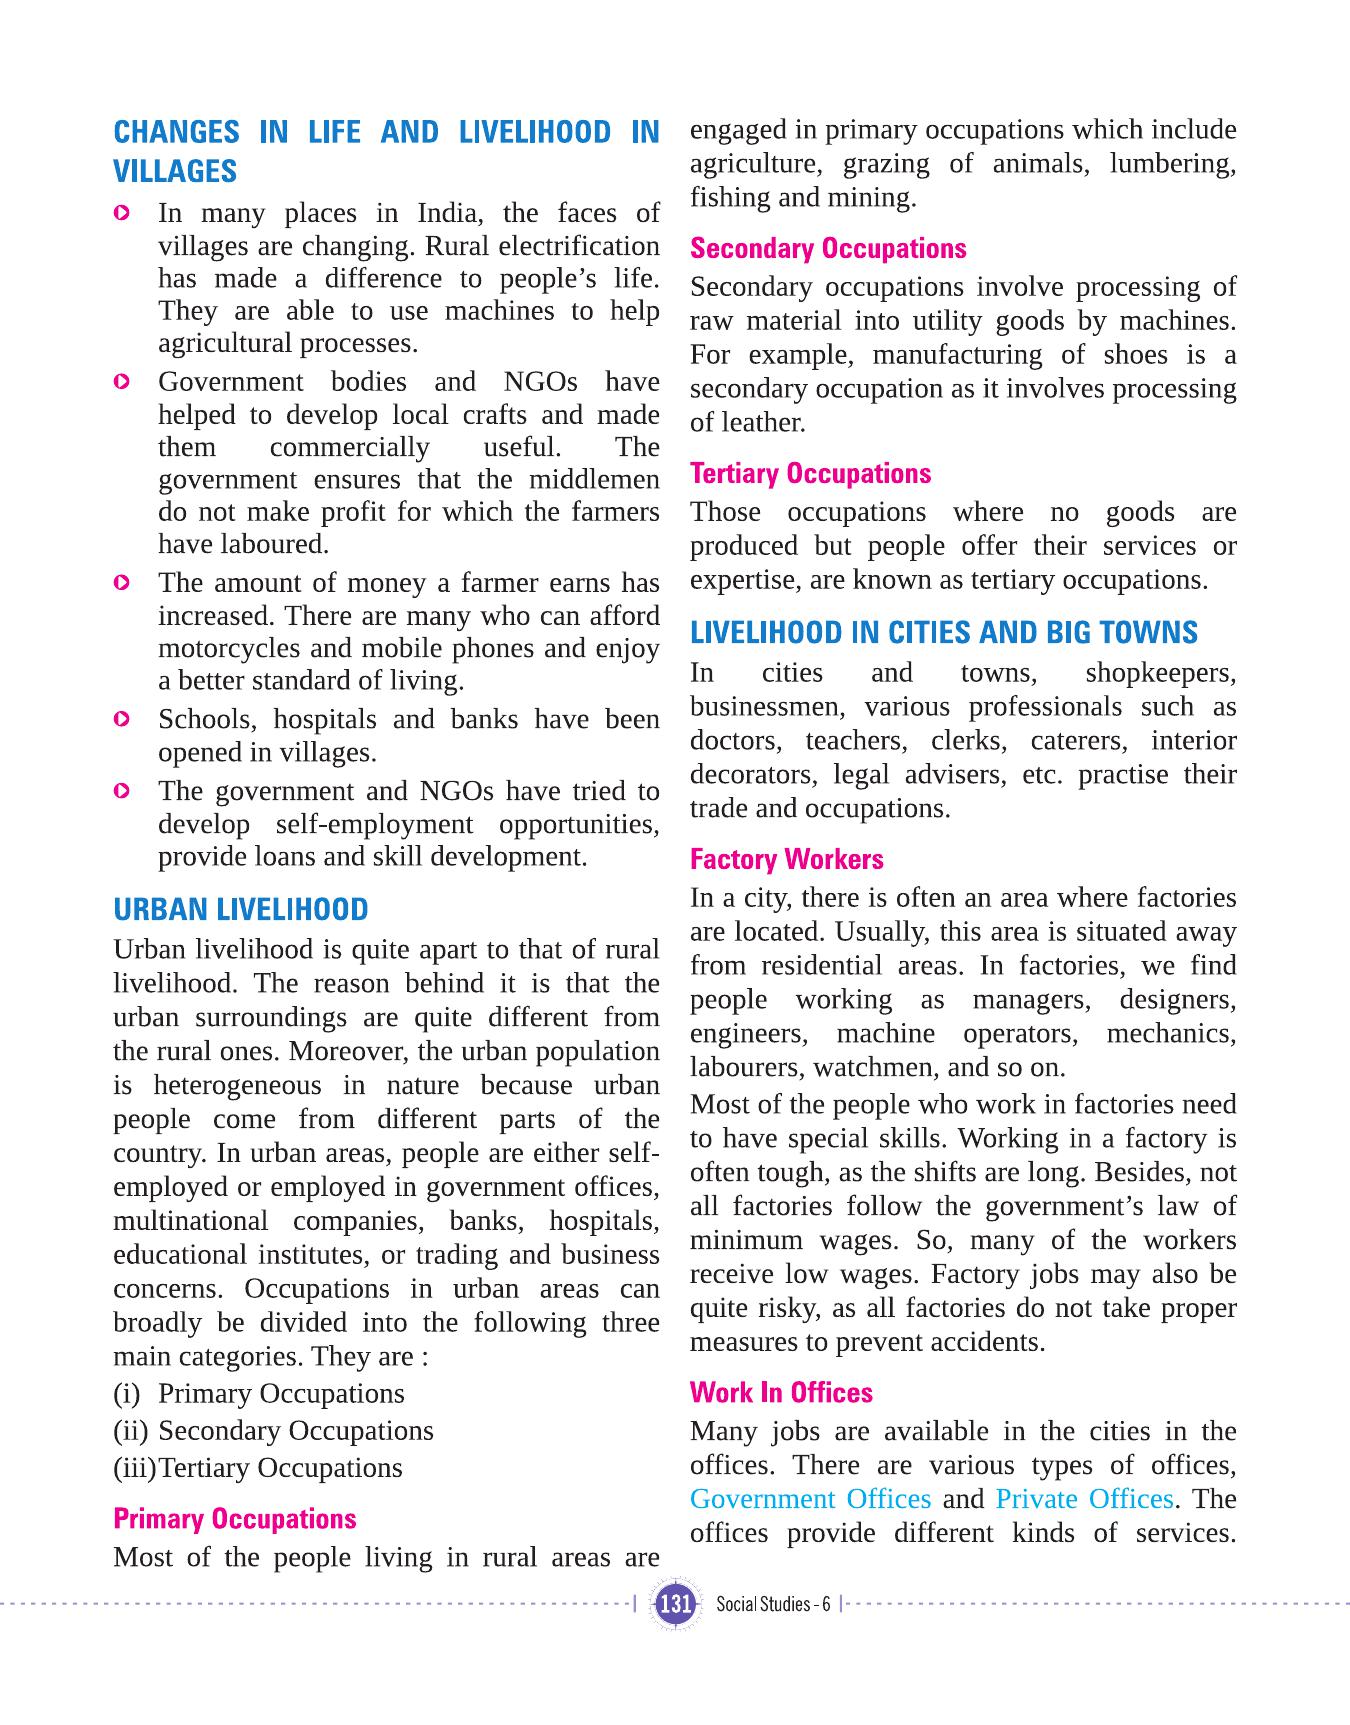 CHANGES IN LIFE AND LIVELIHOOD IN
VILLAGES
In many places in India, the faces of
villages are changing. Rural electrification
has made a difference to people’s life.
They are able to use machines to help
agricultural processes.
Government bodies and NGOs have
helped to develop local crafts and made
them commercially useful. The
government ensures that the middlemen
do not make profit for which the farmers
have laboured.
The amount of money a farmer earns has
increased. There are many who can afford
motorcycles and mobile phones and enjoy
a better standard of living.
Schools, hospitals and banks have been
opened in villages.
The government and NGOs have tried to
develop self-employment opportunities,
provide loans and skill development.
URBAN LIVELIHOOD
Urban livelihood is quite apart to that of rural
livelihood. The reason behind it is that the
urban surroundings are quite different from
the rural ones. Moreover, the urban population
is heterogeneous in nature because urban
people come from different parts of the
country. In urban areas, people are either self-
employed or employed in government offices,
multinational companies, banks, hospitals,
educational institutes, or trading and business
concerns. Occupations in urban areas can
broadly be divided into the following three
main categories. They are :
(i) Primary Occupations
(ii) Secondary Occupations
(iii)Tertiary Occupations
Primary Occupations
Most of the people living in rural areas are
engaged in primary occupations which include
agriculture, grazing of animals, lumbering,
fishing and mining.
Secondary Occupations
Secondary occupations involve processing of
raw material into utility goods by machines.
For example, manufacturing of shoes is a
secondary occupation as it involves processing
of leather.
Tertiary Occupations
Those occupations where no goods are
produced but people offer their services or
expertise, are known as tertiary occupations.
LIVELIHOOD IN CITIES AND BIG TOWNS
In cities and towns, shopkeepers,
businessmen, various professionals such as
doctors, teachers, clerks, caterers, interior
decorators, legal advisers, etc. practise their
trade and occupations.
Factory Workers
In a city, there is often an area where factories
are located. Usually, this area is situated away
from residential areas. In factories, we find
people working as managers, designers,
engineers, machine operators, mechanics,
labourers, watchmen, and so on.
Most of the people who work in factories need
to have special skills. Working in a factory is
often tough, as the shifts are long. Besides, not
all factories follow the government’s law of
minimum wages. So, many of the workers
receive low wages. Factory jobs may also be
quite risky, as all factories do not take proper
measures to prevent accidents.
Work In Offices
Many jobs are available in the cities in the
offices. There are various types of offices,
Government Offices and Private Offices. The
offices provide different kinds of services.
131 Social Studies - 6